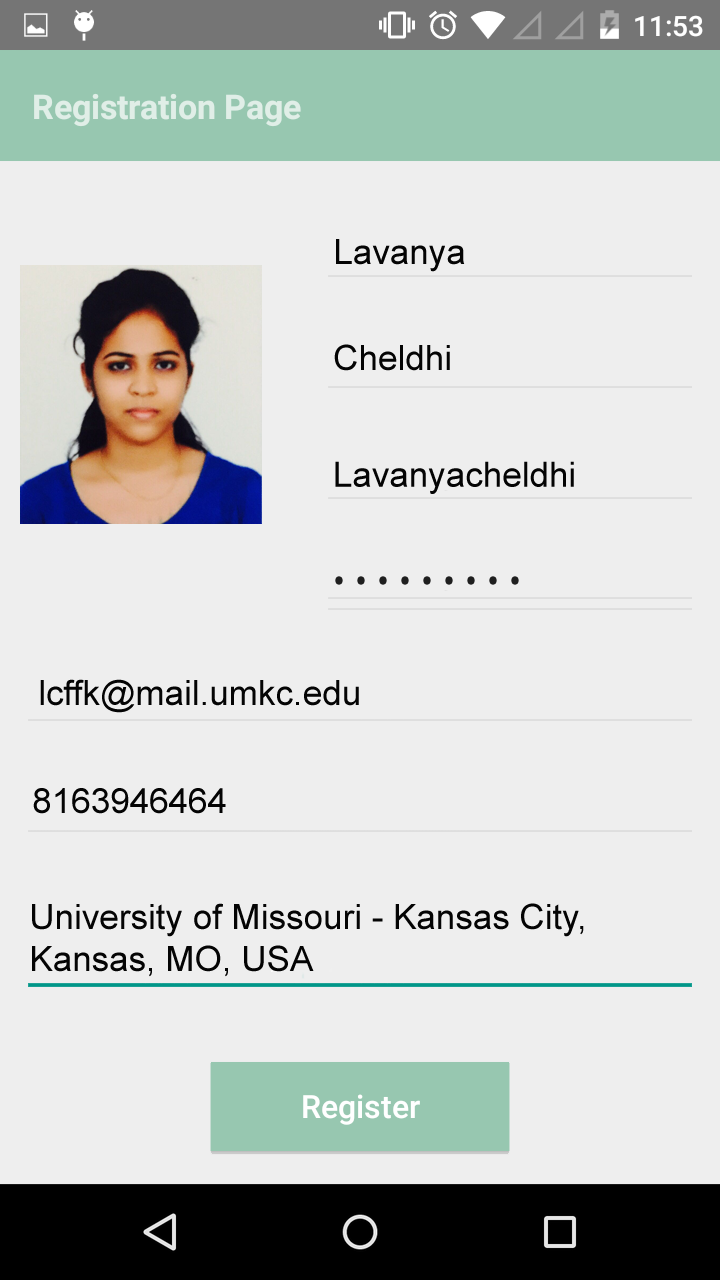 11:53
Registration Page
Lavanya
Cheldhi
Lavanyacheldhi
• • • • • • • • •
lcffk@mail.umkc.edu
8163946464
University of Missouri - Kansas City,
Kansas, MO, USA
Register